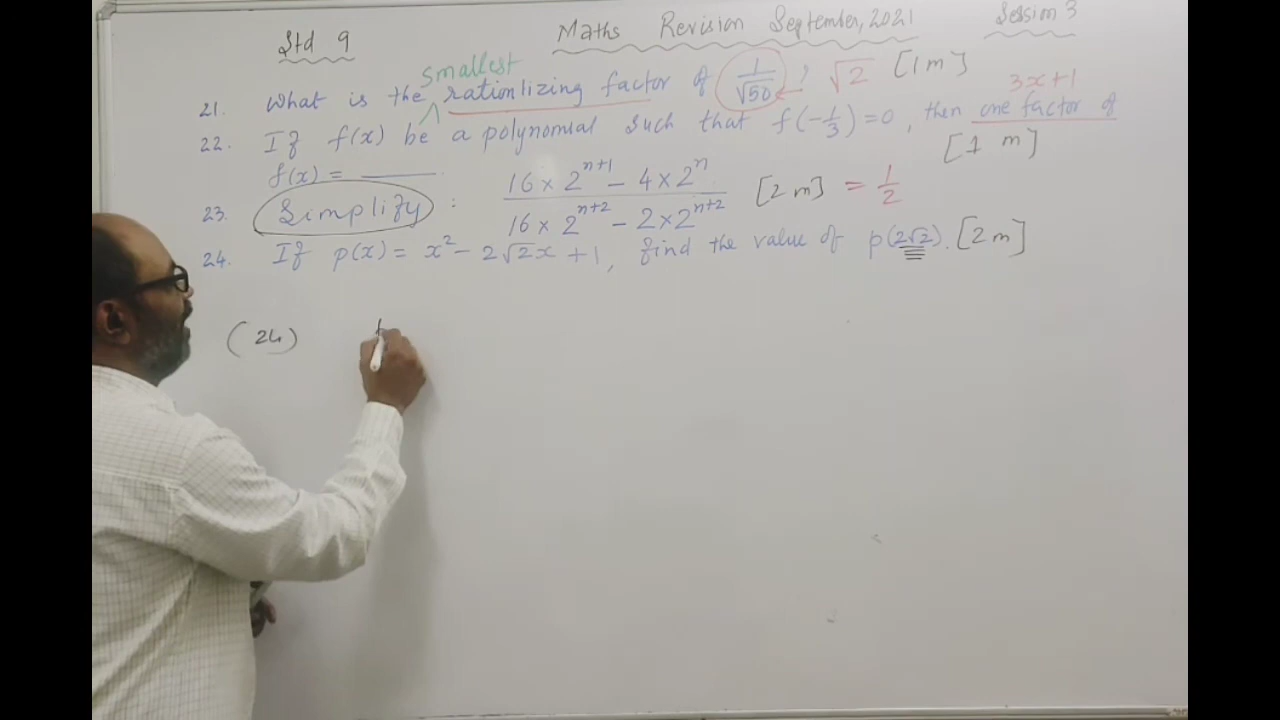 Std 9 Maths Revision September, 2021 Session 3
smallest
21. What is the rationlizing factor of 1/√50, √2 [1m]
3x+1
22. If f(x) be a polynomial such that f(-1/3)=0, then one factor of
f(x) = ______ [1 m]
23. Simplify : (16 × 2^(n+1) - 4 × 2^n) / (16 × 2^(n+2) - 2 × 2^(n+2)) [2m] = 1/2
24. If p(x) = x² - 2√2x + 1, find the value of p(2√2). [2m]
(24)